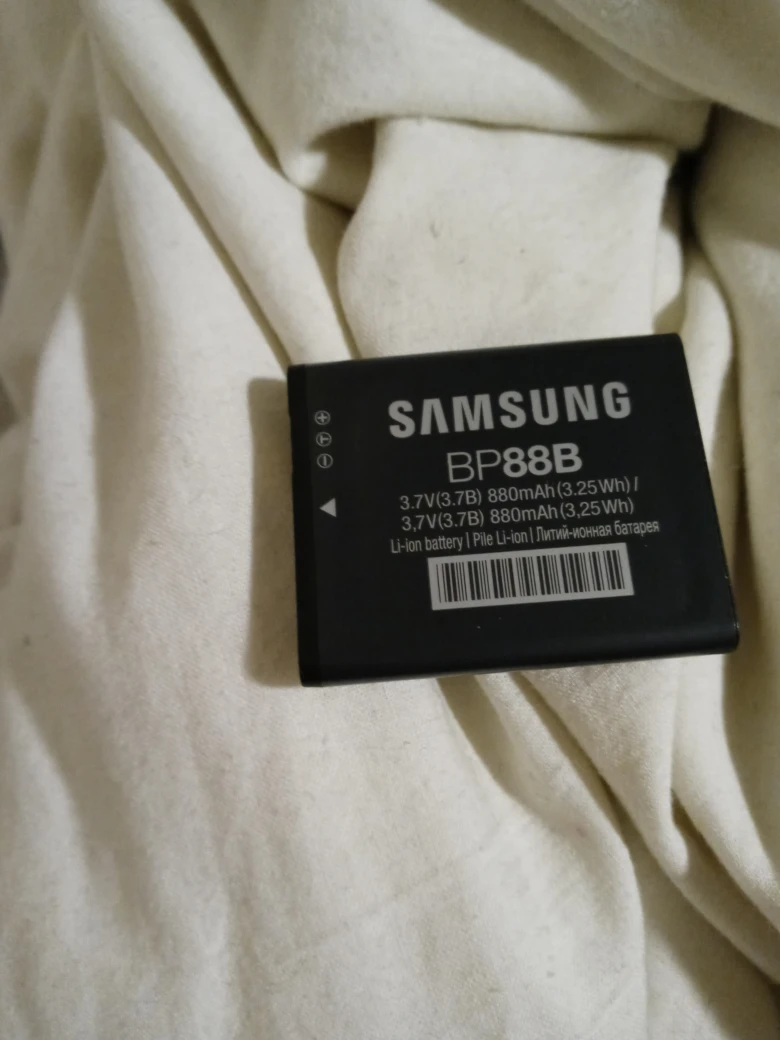 SAMSUNG
BP88B
3.7V(3.7B) 880mAh(3.25Wh) /
3,7V(3.7B) 880mAh(3,25Wh)
Li-ion battery | Pile Li-ion | Литий-ионная батарея
+
T
-